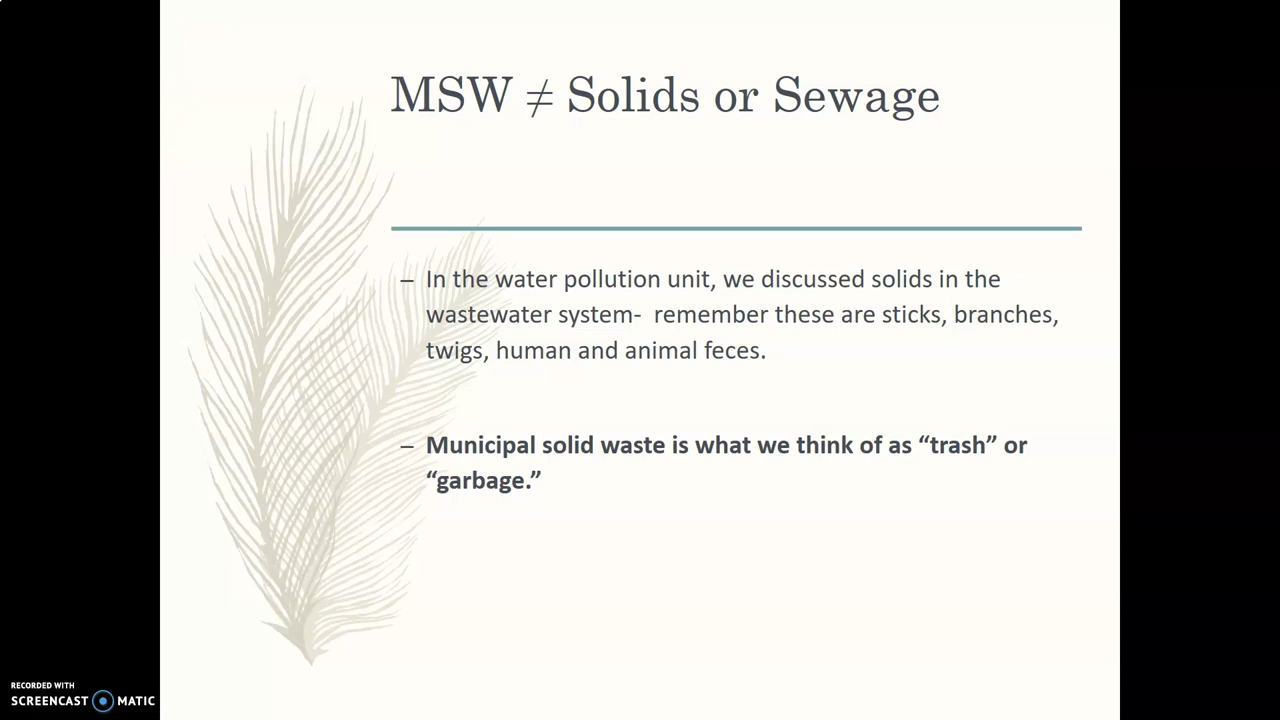 MSW ≠ Solids or Sewage
– In the water pollution unit, we discussed solids in the
wastewater system-  remember these are sticks, branches,
twigs, human and animal feces.
– Municipal solid waste is what we think of as “trash” or
“garbage.”
RECORDED WITH
SCREENCAST MATIC